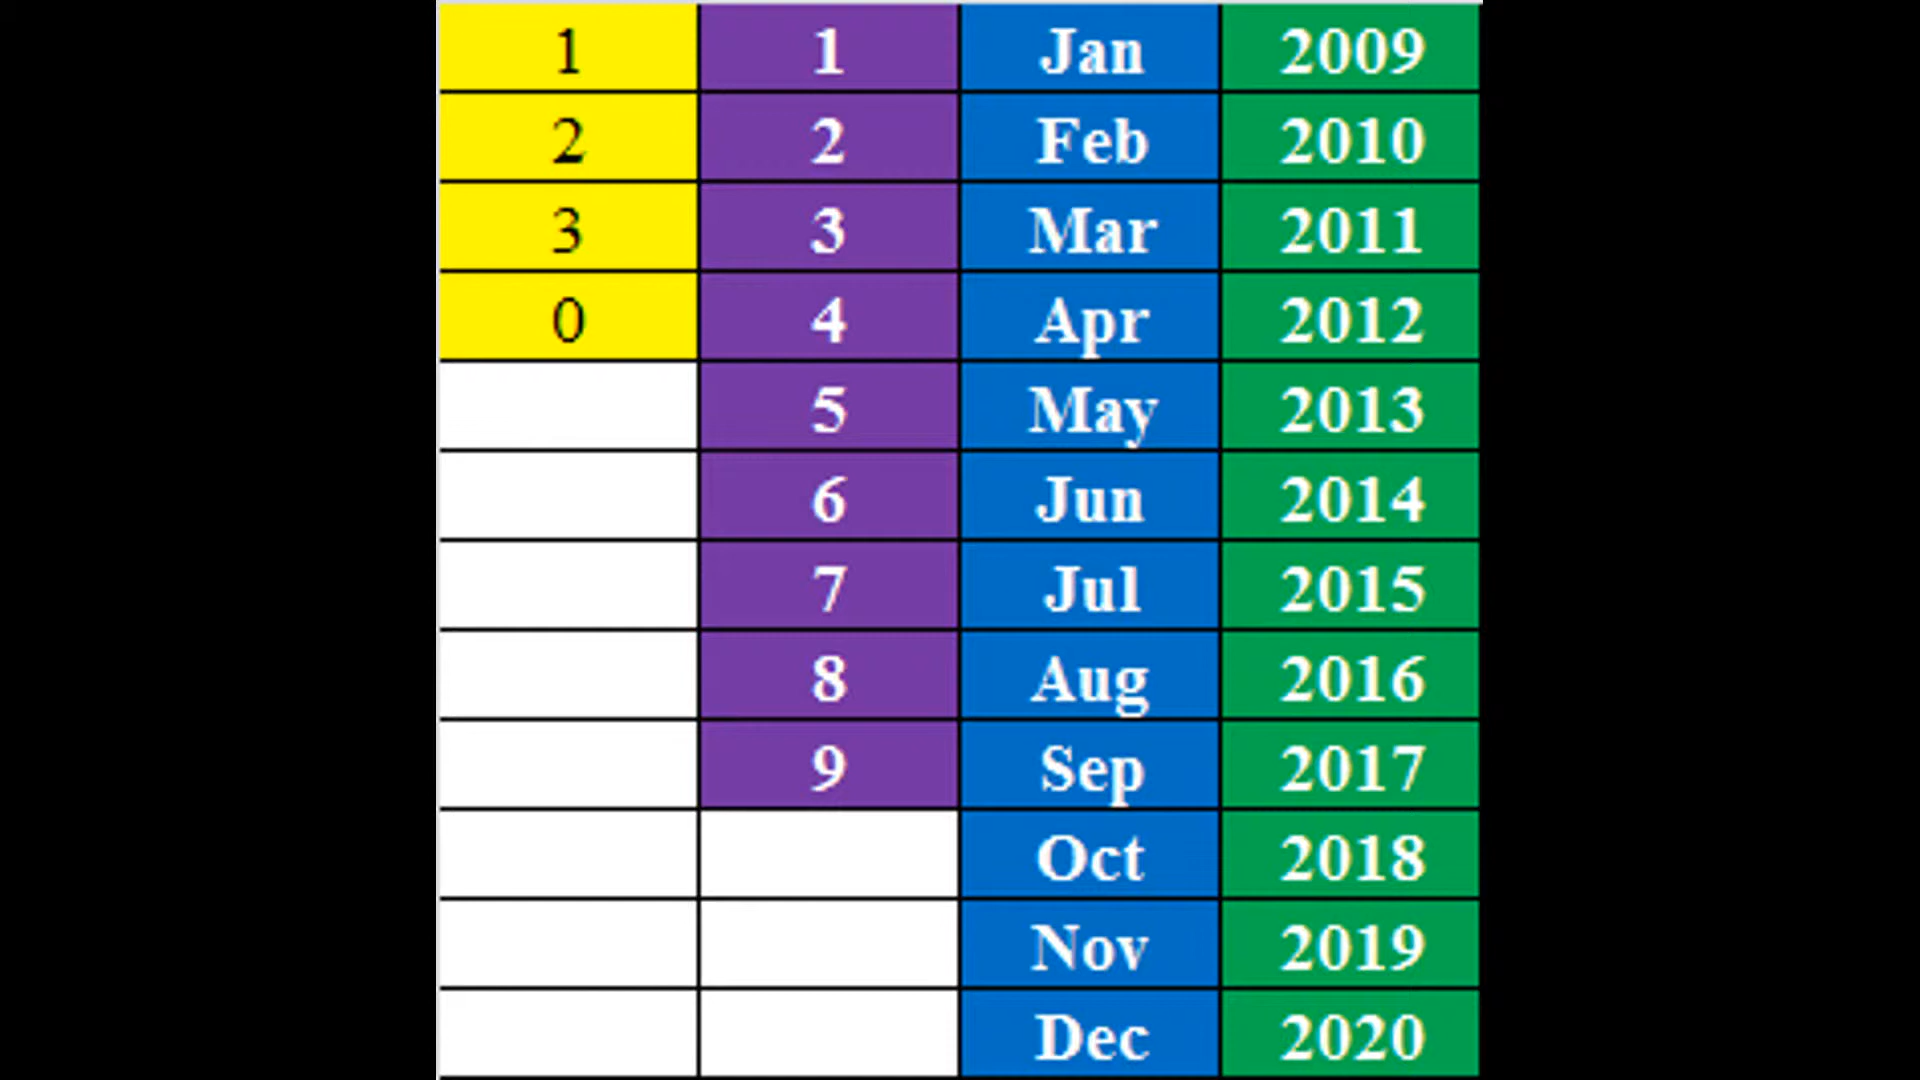 1 1 Jan 2009
2 2 Feb 2010
3 3 Mar 2011
0 4 Apr 2012
5 May 2013
6 Jun 2014
7 Jul 2015
8 Aug 2016
9 Sep 2017
Oct 2018
Nov 2019
Dec 2020